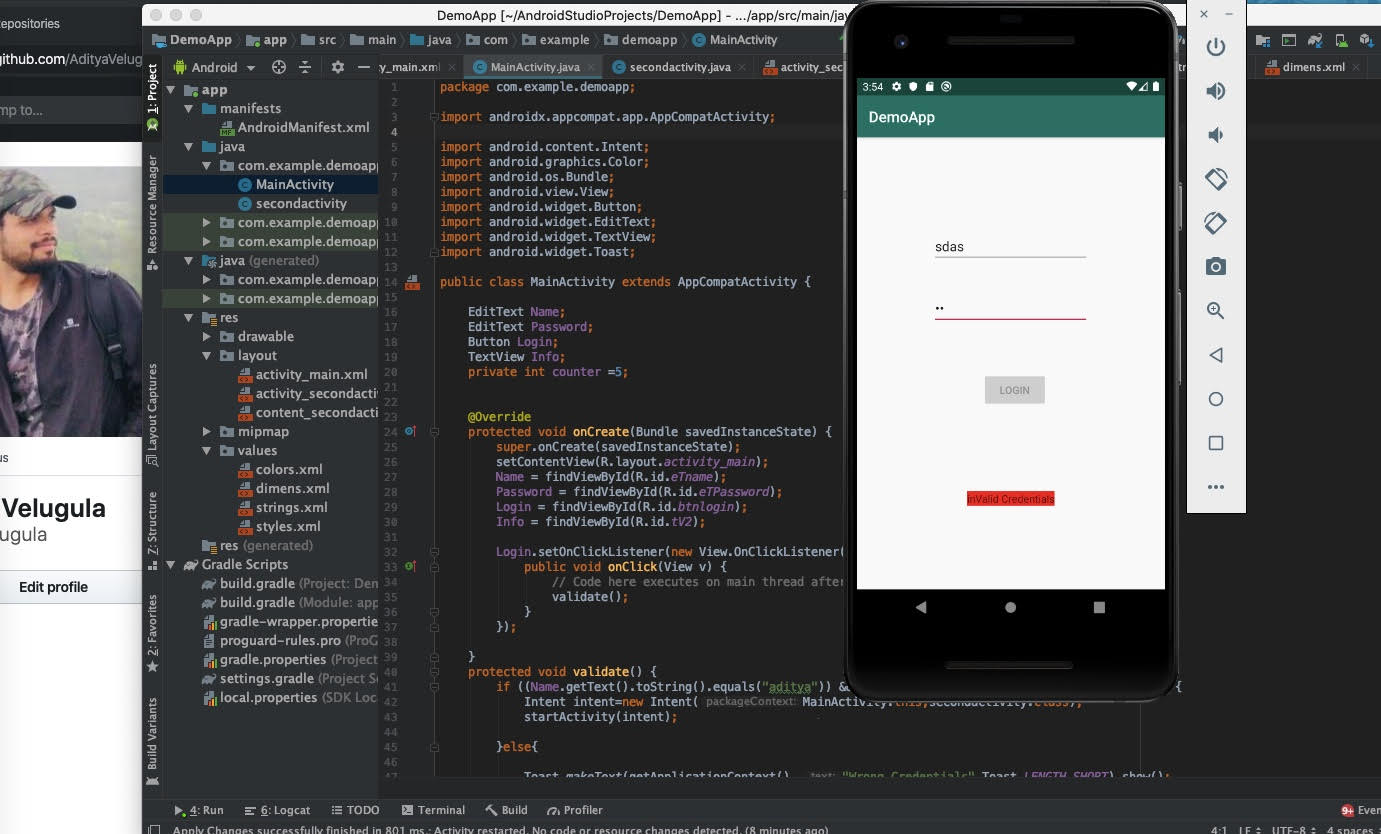 epositories
github.com/AdityaVelug
mp to...
us
Velugula
ugula
Edit profile
DemoApp [~/AndroidStudioProjects/DemoApp] - .../app/src/main/jav
DemoApp app src main java com example demoapp MainActivity
Android
y_main.xml MainActivity.java secondactivity.java activity_sec dimens.xml
1: Project
Resource Manager
Layout Captures
Z: Structure
2: Favorites
Build Variants
app
manifests
AndroidManifest.xml
java
com.example.demoapp
MainActivity
secondactivity
com.example.demoapp
com.example.demoapp
java (generated)
com.example.demoapp
com.example.demoapp
res
drawable
layout
activity_main.xml
activity_secondacti
content_secondacti
mipmap
values
colors.xml
dimens.xml
strings.xml
styles.xml
res (generated)
Gradle Scripts
build.gradle (Project: Den
build.gradle (Module: app
gradle-wrapper.propertie
proguard-rules.pro (ProG
gradle.properties (Project
settings.gradle (Project Se
local.properties (SDK Loc
1 package com.example.demoapp;
2
3 import androidx.appcompat.app.AppCompatActivity;
4
5 import android.content.Intent;
6 import android.graphics.Color;
7 import android.os.Bundle;
8 import android.view.View;
9 import android.widget.Button;
10 import android.widget.EditText;
11 import android.widget.TextView;
12 import android.widget.Toast;
13
14 public class MainActivity extends AppCompatActivity {
15
16 EditText Name;
17 EditText Password;
18 Button Login;
19 TextView Info;
20 private int counter =5;
21
22
23 @Override
24 protected void onCreate(Bundle savedInstanceState) {
25 super.onCreate(savedInstanceState);
26 setContentView(R.layout.activity_main);
27 Name = findViewById(R.id.eTname);
28 Password = findViewById(R.id.eTPassword);
29 Login = findViewById(R.id.btnlogin);
30 Info = findViewById(R.id.tV2);
31
32 Login.setOnClickListener(new View.OnClickListener(
33 public void onClick(View v) {
34 // Code here executes on main thread after
35 validate();
36 }
37 });
38
39 }
40 protected void validate() {
41 if ((Name.getText().toString().equals("aditya")) & {
42 Intent intent=new Intent( packageContext: MainActivity.this,secondactivity.class);
43 startActivity(intent);
44
45 }else{
46
47 Toast.makeText(getApplicationContext(), text: "Wrong Credentials",Toast.LENGTH_SHORT).show();
3:54
DemoApp
sdas
••
LOGIN
inValid Credentials
4: Run 6: Logcat TODO Terminal Build Profiler 9+ Even
Apply Changes successfully finished in 801 ms.: Activity restarted. No code or resource changes detected. (8 minutes ago) 4:1 LF UTF-8 4 spaces